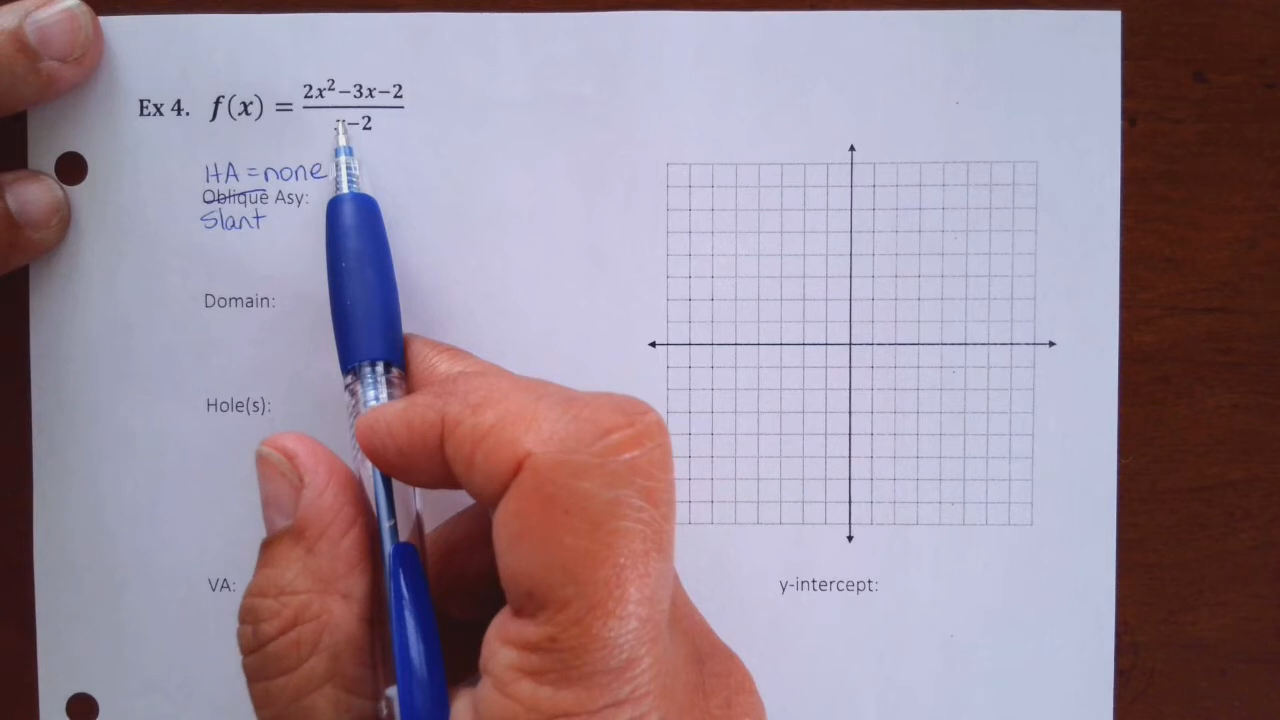 Ex 4. f(x) = 2x²−3x−2
x−2
HA = none
Oblique Asy:
Slant
Domain:
Hole(s):
VA:
y-intercept: